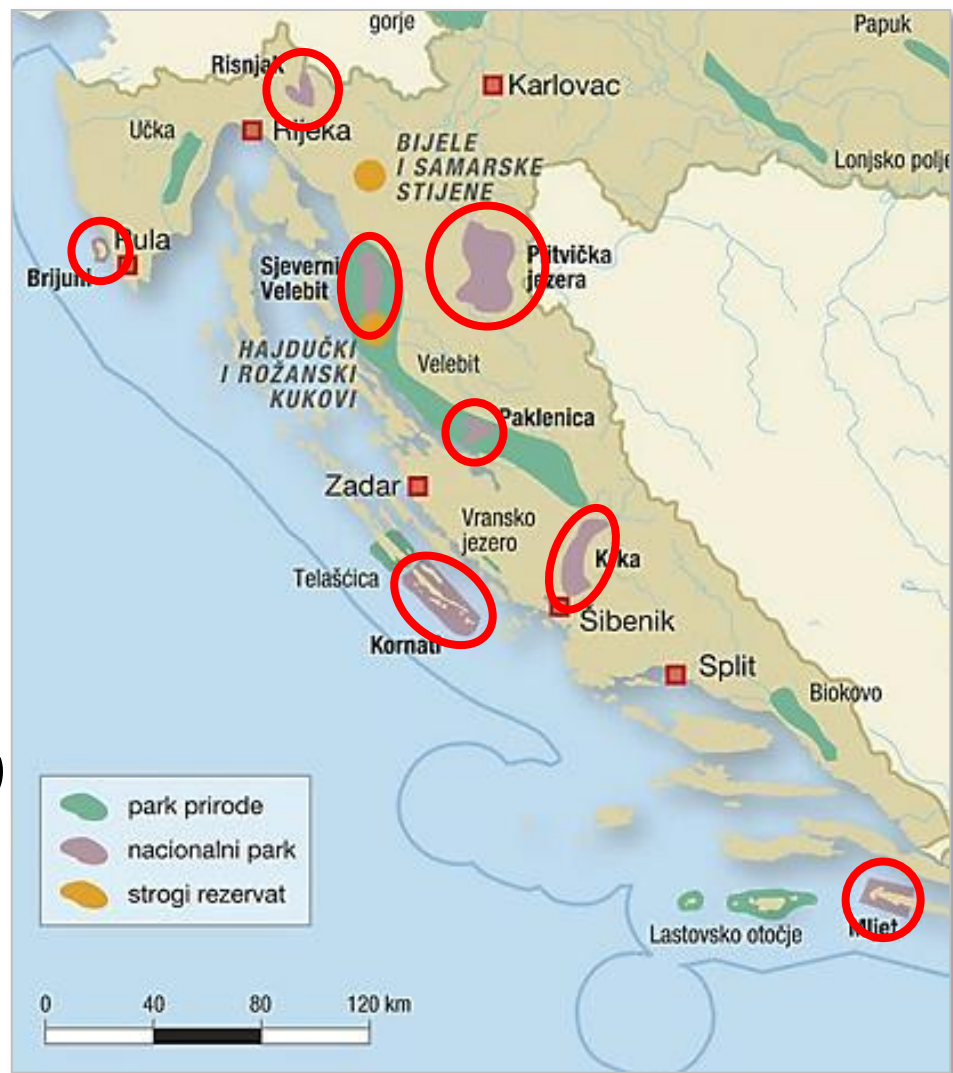 gorje
Papuk
Risnjak
Karlovac
Učka
Rijeka
BIJELE
I SAMARSKE
STIJENE
Lonjsko polje
Pula
Brijuni
Sjeverni
Velebit
Plitvička
jezera
HAJDUČKI
I ROŽANSKI
KUKOVI
Velebit
Paklenica
Zadar
Vransko
jezero
Telašćica
Krka
Šibenik
Kornati
Split
Biokovo
park prirode
nacionalni park
strogi rezervat
Lastovsko otočje
Mljet
0 40 80 120 km